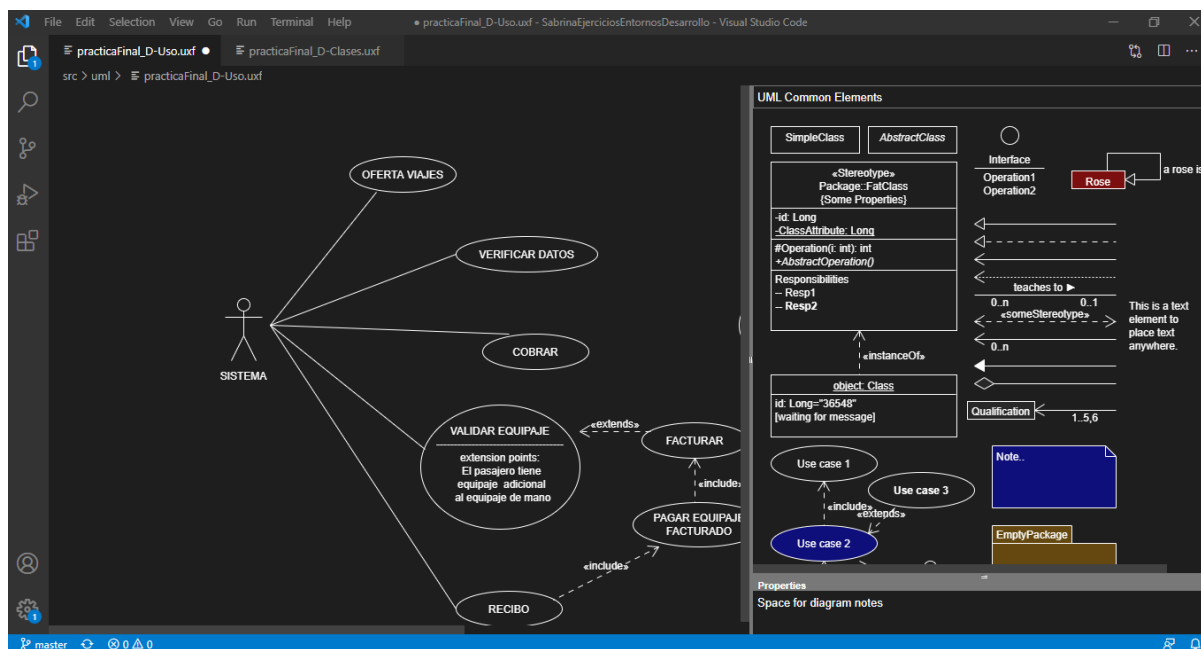 File Edit Selection View Go Run Terminal Help
● practicaFinal_D-Uso.uxf - SabrinaEjerciciosEntornosDesarrollo - Visual Studio Code
practicaFinal_D-Uso.uxf ●
practicaFinal_D-Clases.uxf
src > uml > practicaFinal_D-Uso.uxf
1
OFERTA VIAJES
VERIFICAR DATOS
COBRAR
SISTEMA
VALIDAR EQUIPAJE
extension points:
El pasajero tiene
equipaje adicional
al equipaje de mano
«extends»
FACTURAR
«include»
PAGAR EQUIPAJE
FACTURADO
«include»
RECIBO
UML Common Elements
SimpleClass
AbstractClass
«Stereotype»
Package::FatClass
{Some Properties}
-id: Long
-ClassAttribute: Long
#Operation(i: int): int
+AbstractOperation()
Responsibilities
-- Resp1
-- Resp2
«instanceOf»
object: Class
id: Long="36548"
[waiting for message]
Interface
Operation1
Operation2
Rose
a rose is
teaches to ►
0..n 0..1
«someStereotype»
0..n
This is a text
element to
place text
anywhere.
Qualification
1..5,6
Use case 1
Use case 3
«include»
«extends»
Use case 2
Note..
EmptyPackage
Properties
Space for diagram notes
1
master
0 0